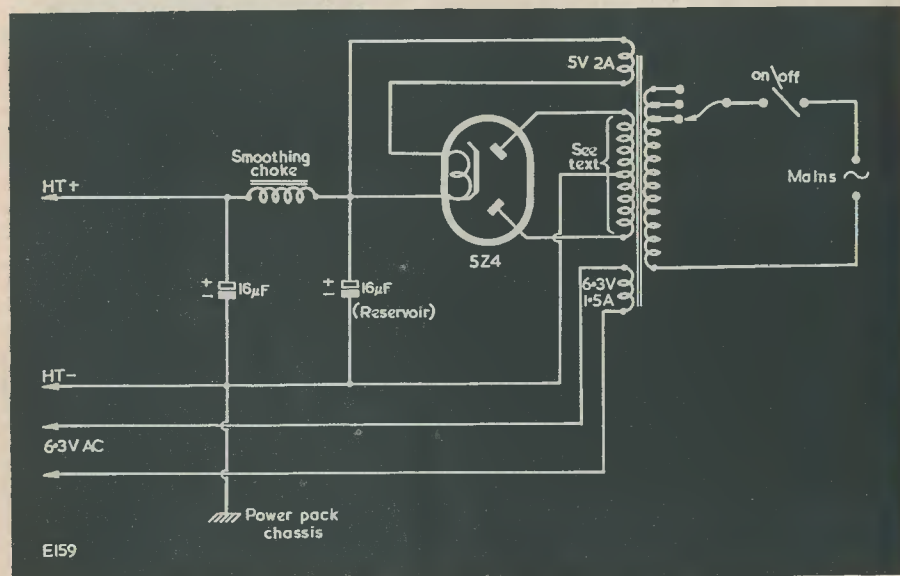 5V 2A
on/off
See
text
Smoothing
choke
HT+
Mains
5Z4
+
-
16μF
+
-
16μF
(Reservoir)
6·3V
1·5A
HT-
6·3V AC
Power pack
chassis
E159